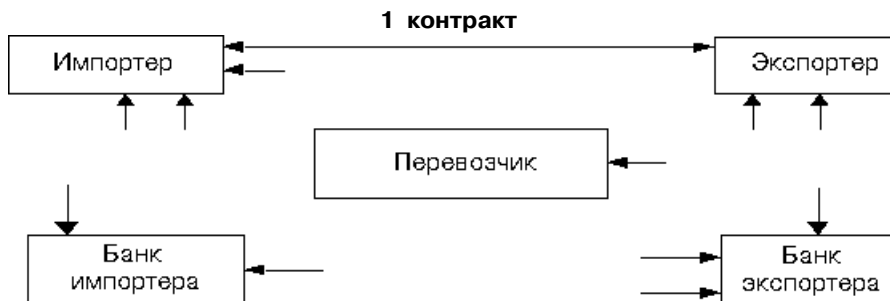 1 контракт
Импортер
Экспортер
Перевозчик
Банк
импортера
Банк
экспортера